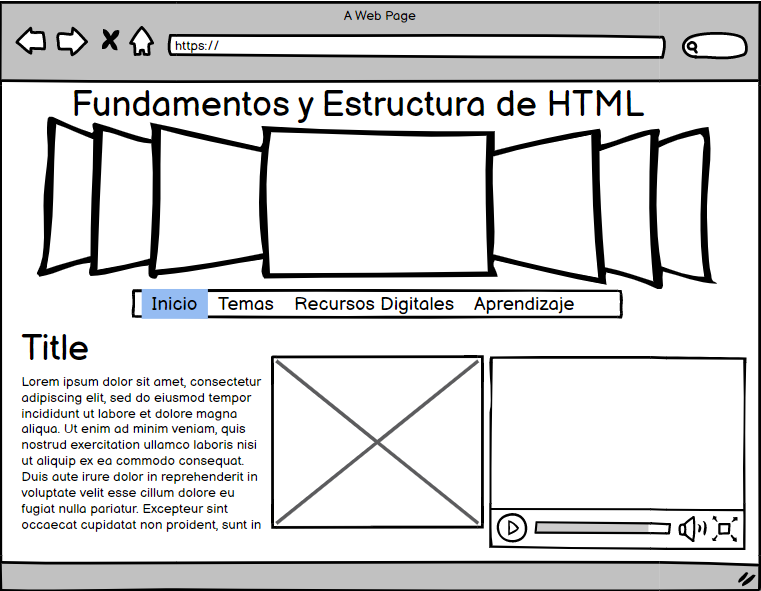 A Web Page
https://
Fundamentos y Estructura de HTML
Inicio Temas Recursos Digitales Aprendizaje
Title
Lorem ipsum dolor sit amet, consectetur
adipiscing elit, sed do eiusmod tempor
incididunt ut labore et dolore magna
aliqua. Ut enim ad minim veniam, quis
nostrud exercitation ullamco laboris nisi
ut aliquip ex ea commodo consequat.
Duis aute irure dolor in reprehenderit in
voluptate velit esse cillum dolore eu
fugiat nulla pariatur. Excepteur sint
occaecat cupidatat non proident, sunt in